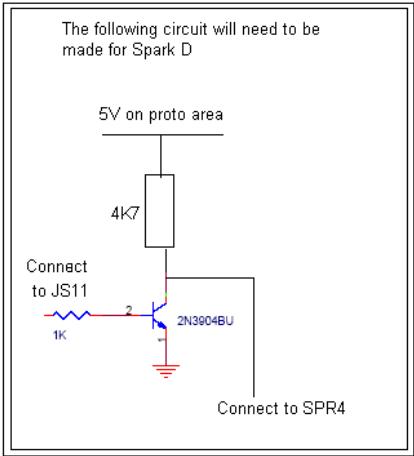 The following circuit will need to be
made for Spark D
5V on proto area
4K7
Connect
to JS11
2
1K
2N3904BU
1
Connect to SPR4